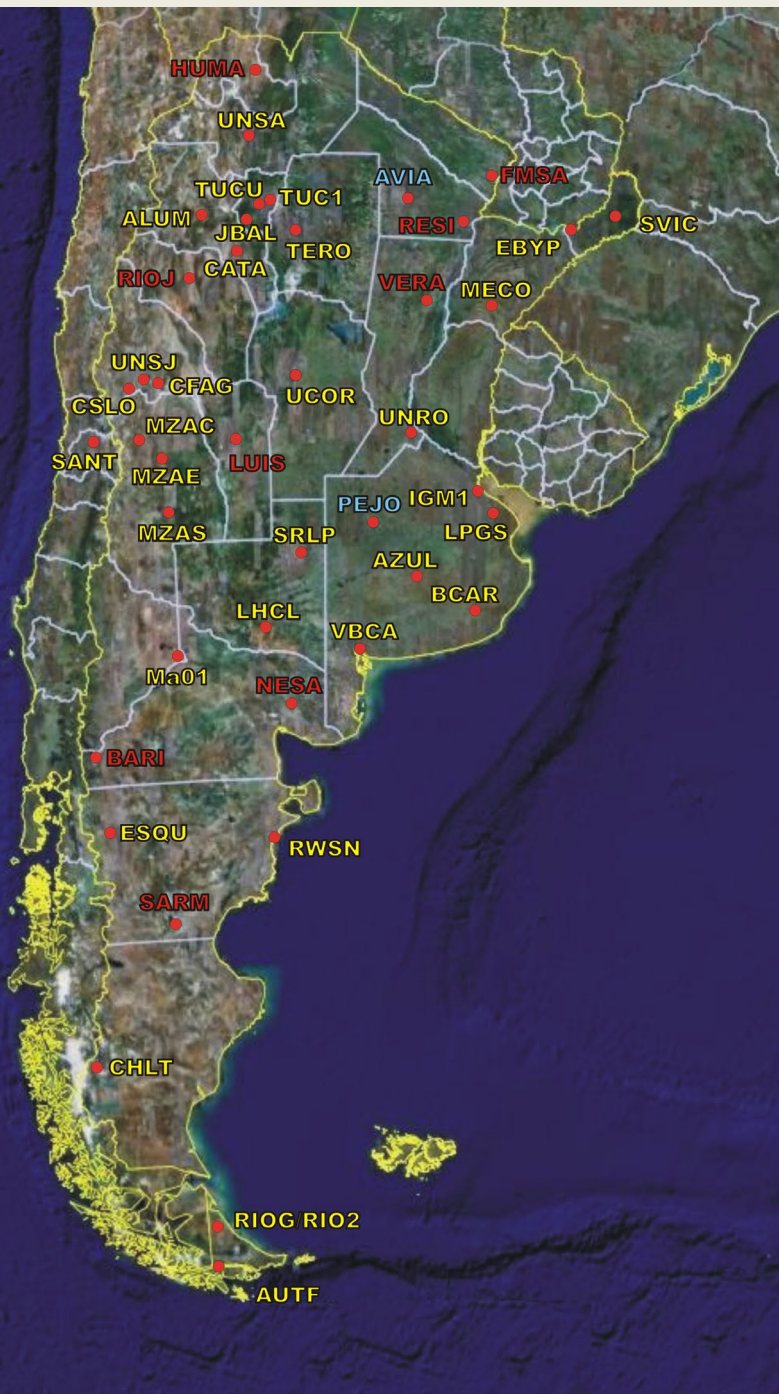 HUMA
UNSA
AVIA
FMSA
TUCU
TUC1
ALUM
JBAL
RESI
SVIC
EBYP
TERO
CATA
RIOJ
VERA
MECO
UNSJ
CFAG
UCOR
CSLO
UNRO
MZAC
SANT
LUIS
MZAE
PEJO
IGM1
MZAS
SRLP
LPGS
AZUL
BCAR
LHCL
VBCA
Ma01
NESA
BARI
ESQU
RWSN
SARM
CHLT
RIOG/RIO2
AUTF